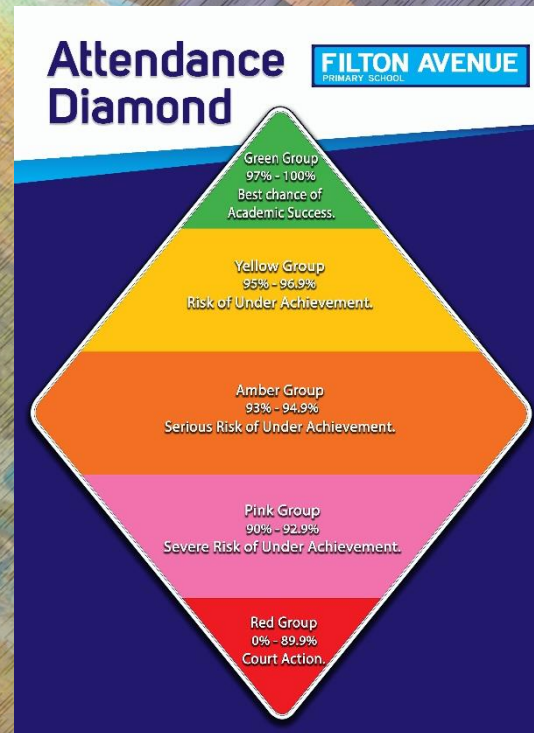 Attendance
Diamond
FILTON AVENUE
PRIMARY SCHOOL
Green Group
97% - 100%
Best chance of
Academic Success.
Yellow Group
95% - 96.9%
Risk of Under Achievement.
Amber Group
93% - 94.9%
Serious Risk of Under Achievement.
Pink Group
90% - 92.9%
Severe Risk of Under Achievement.
Red Group
0% - 89.9%
Court Action.